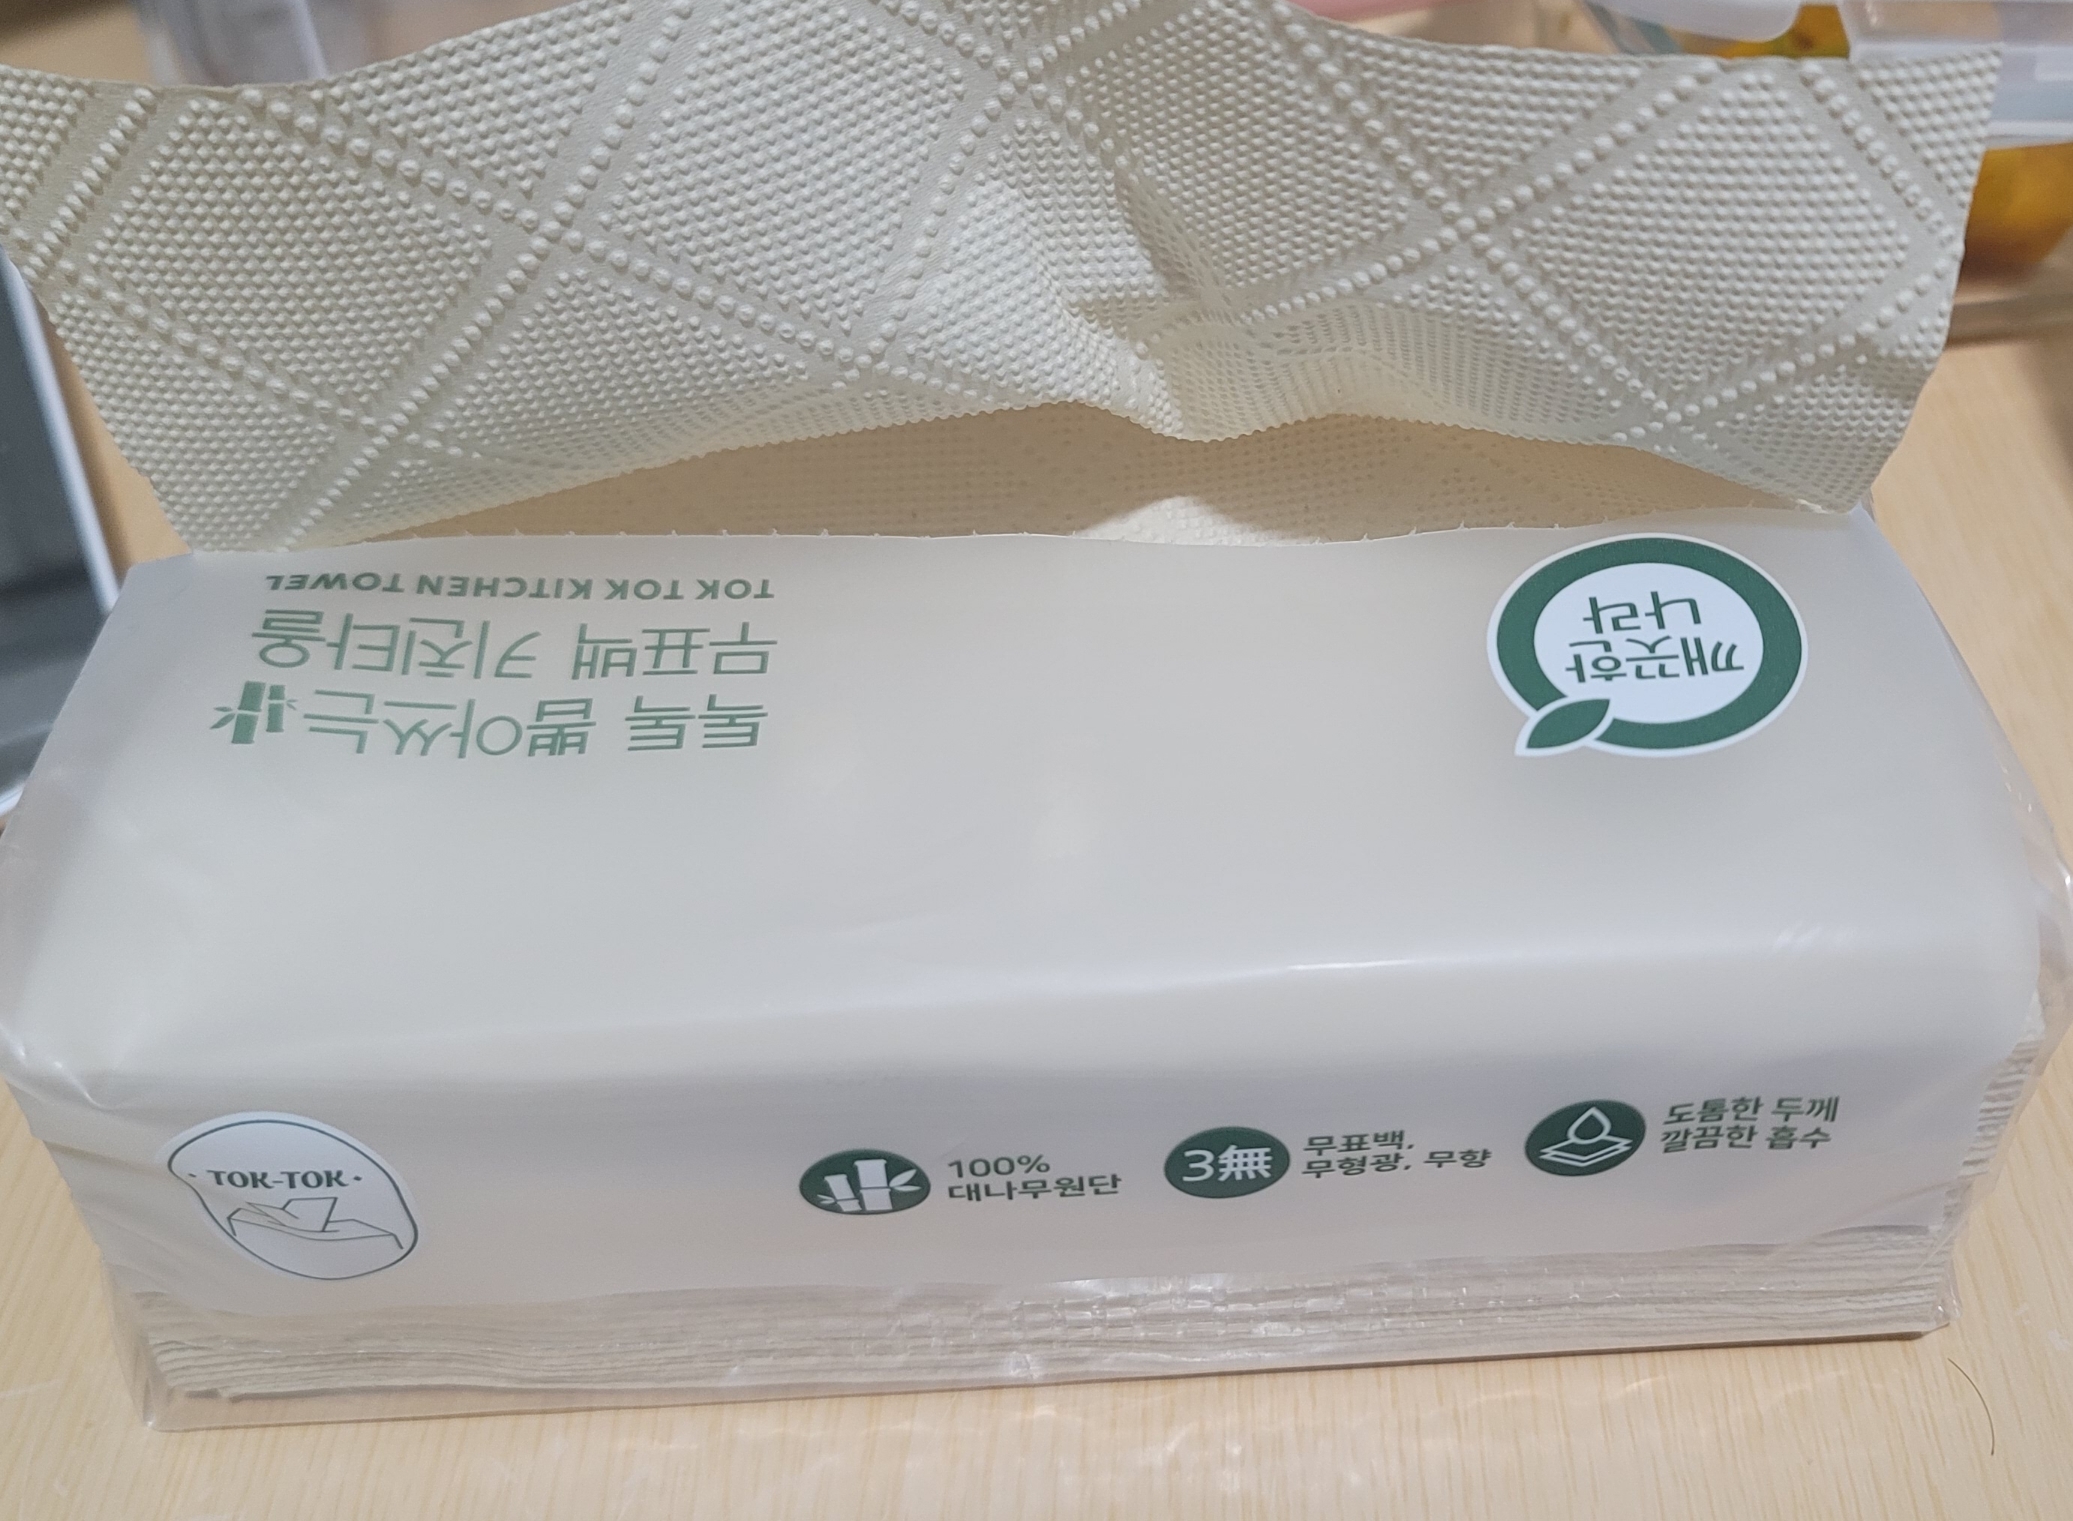 톡톡 뽑아쓰는
무표백 키친타올
TOK TOK KITCHEN TOWEL
깨끗한
나라
· TOK-TOK ·
100%
대나무원단
3無
무표백,
무형광, 무향
도톰한 두께
깔끔한 흡수